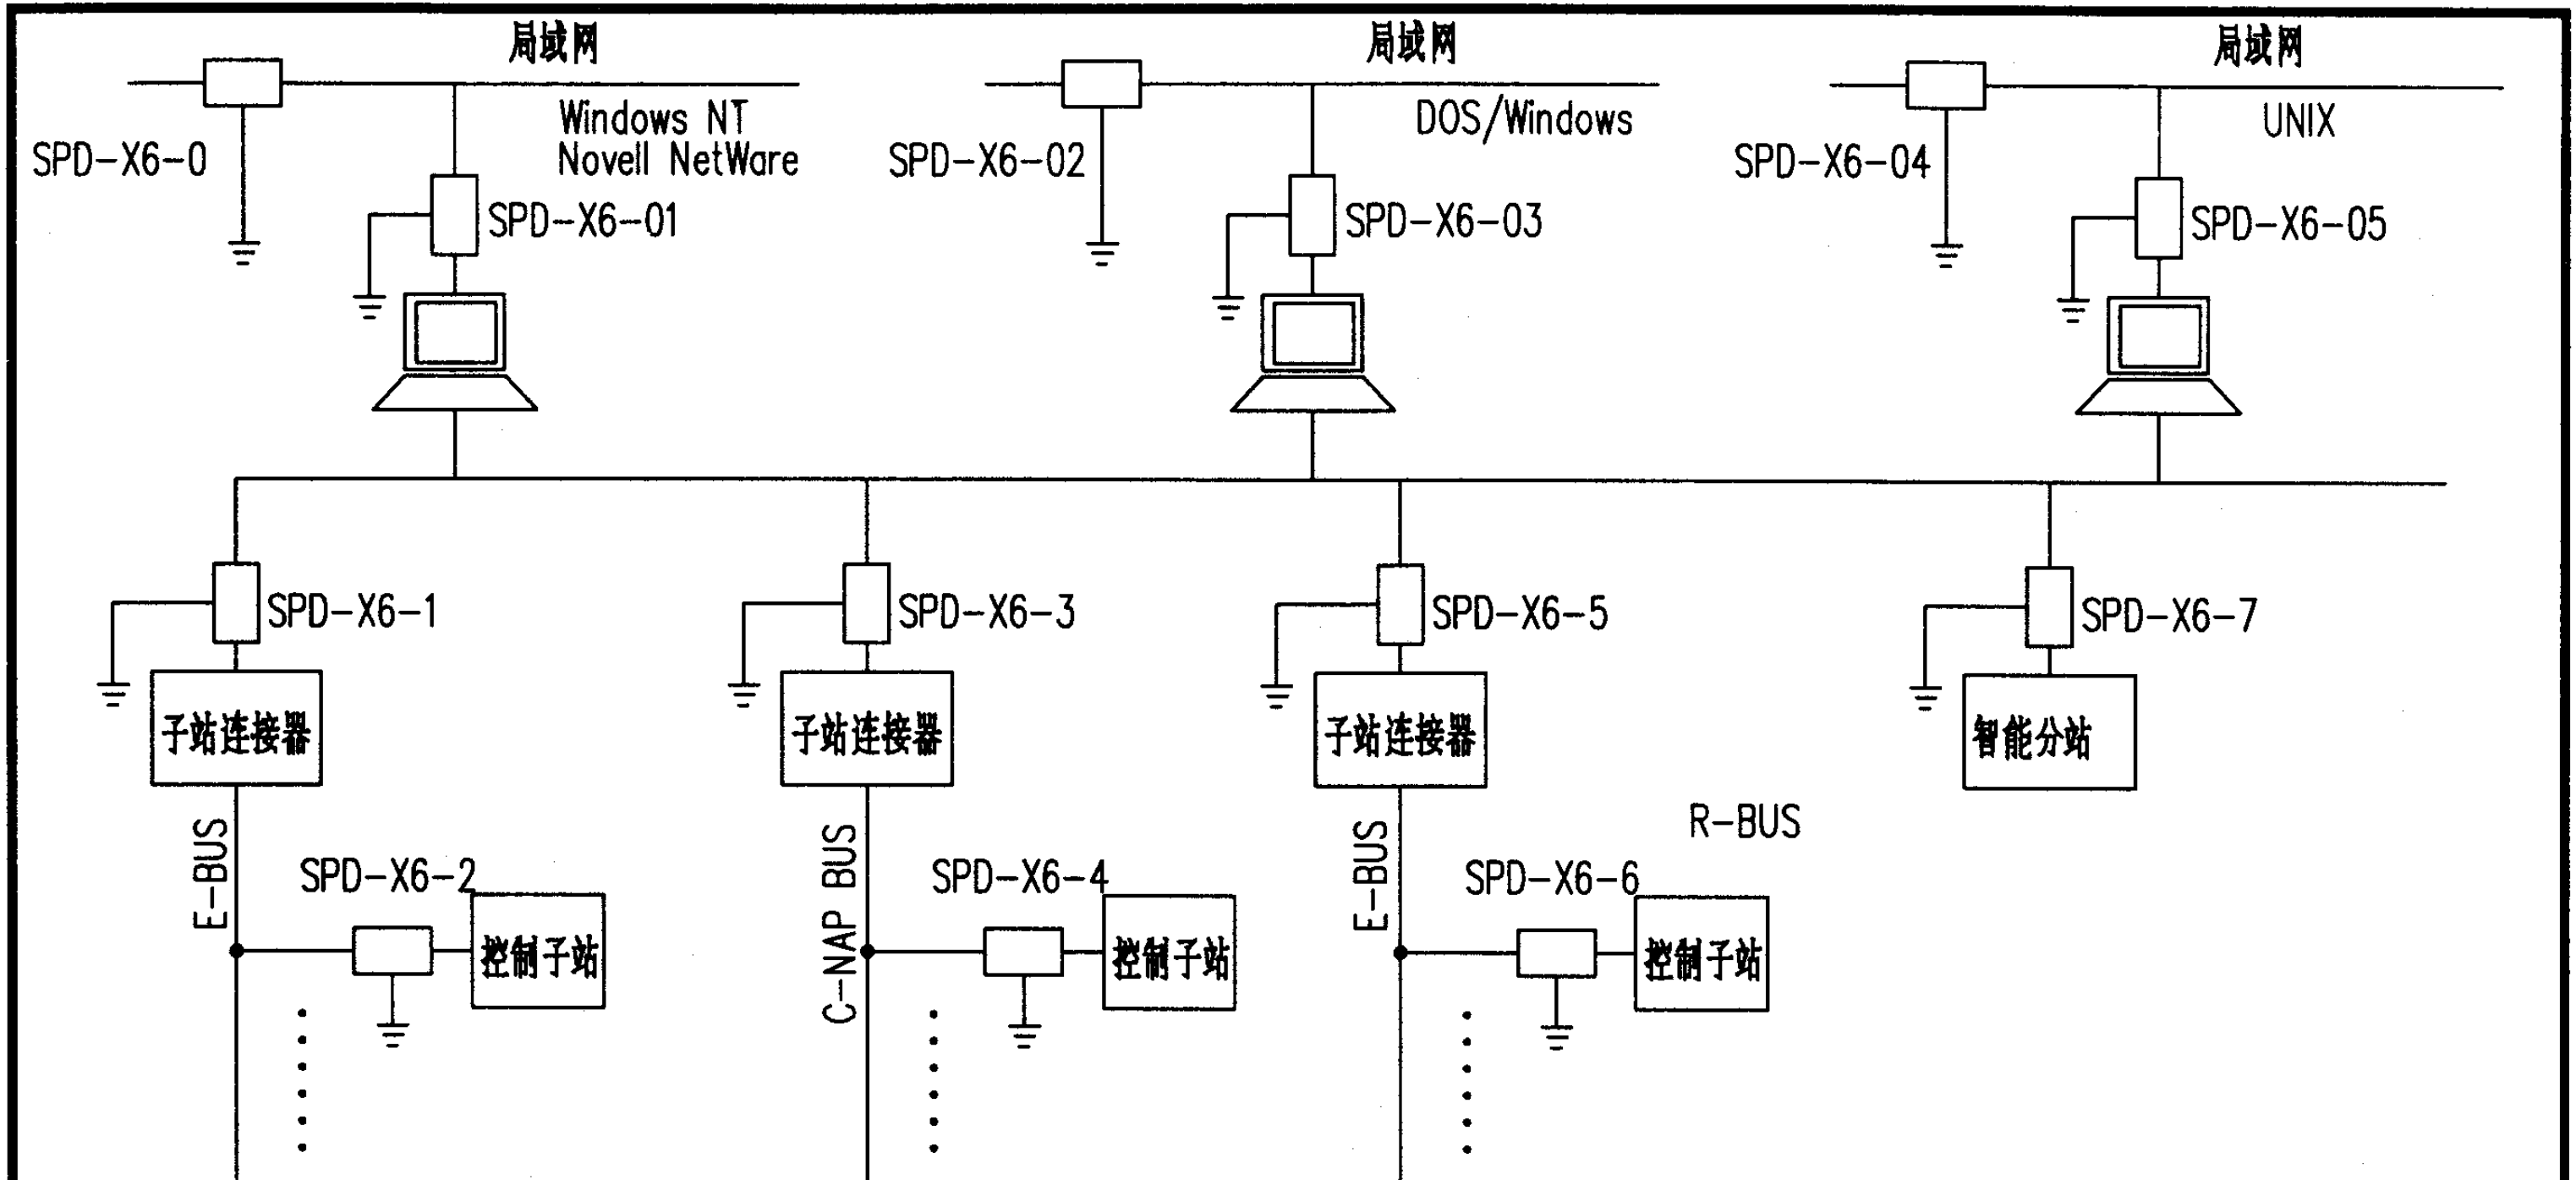 局域网
局域网
局域网
Windows NT
Novell NetWare
DOS/Windows
UNIX
SPD-X6-0
SPD-X6-02
SPD-X6-04
SPD-X6-01
SPD-X6-03
SPD-X6-05
SPD-X6-1
SPD-X6-3
SPD-X6-5
SPD-X6-7
子站连接器
子站连接器
子站连接器
智能分站
E-BUS
C-NAP BUS
E-BUS
R-BUS
SPD-X6-2
SPD-X6-4
SPD-X6-6
控制子站
控制子站
控制子站